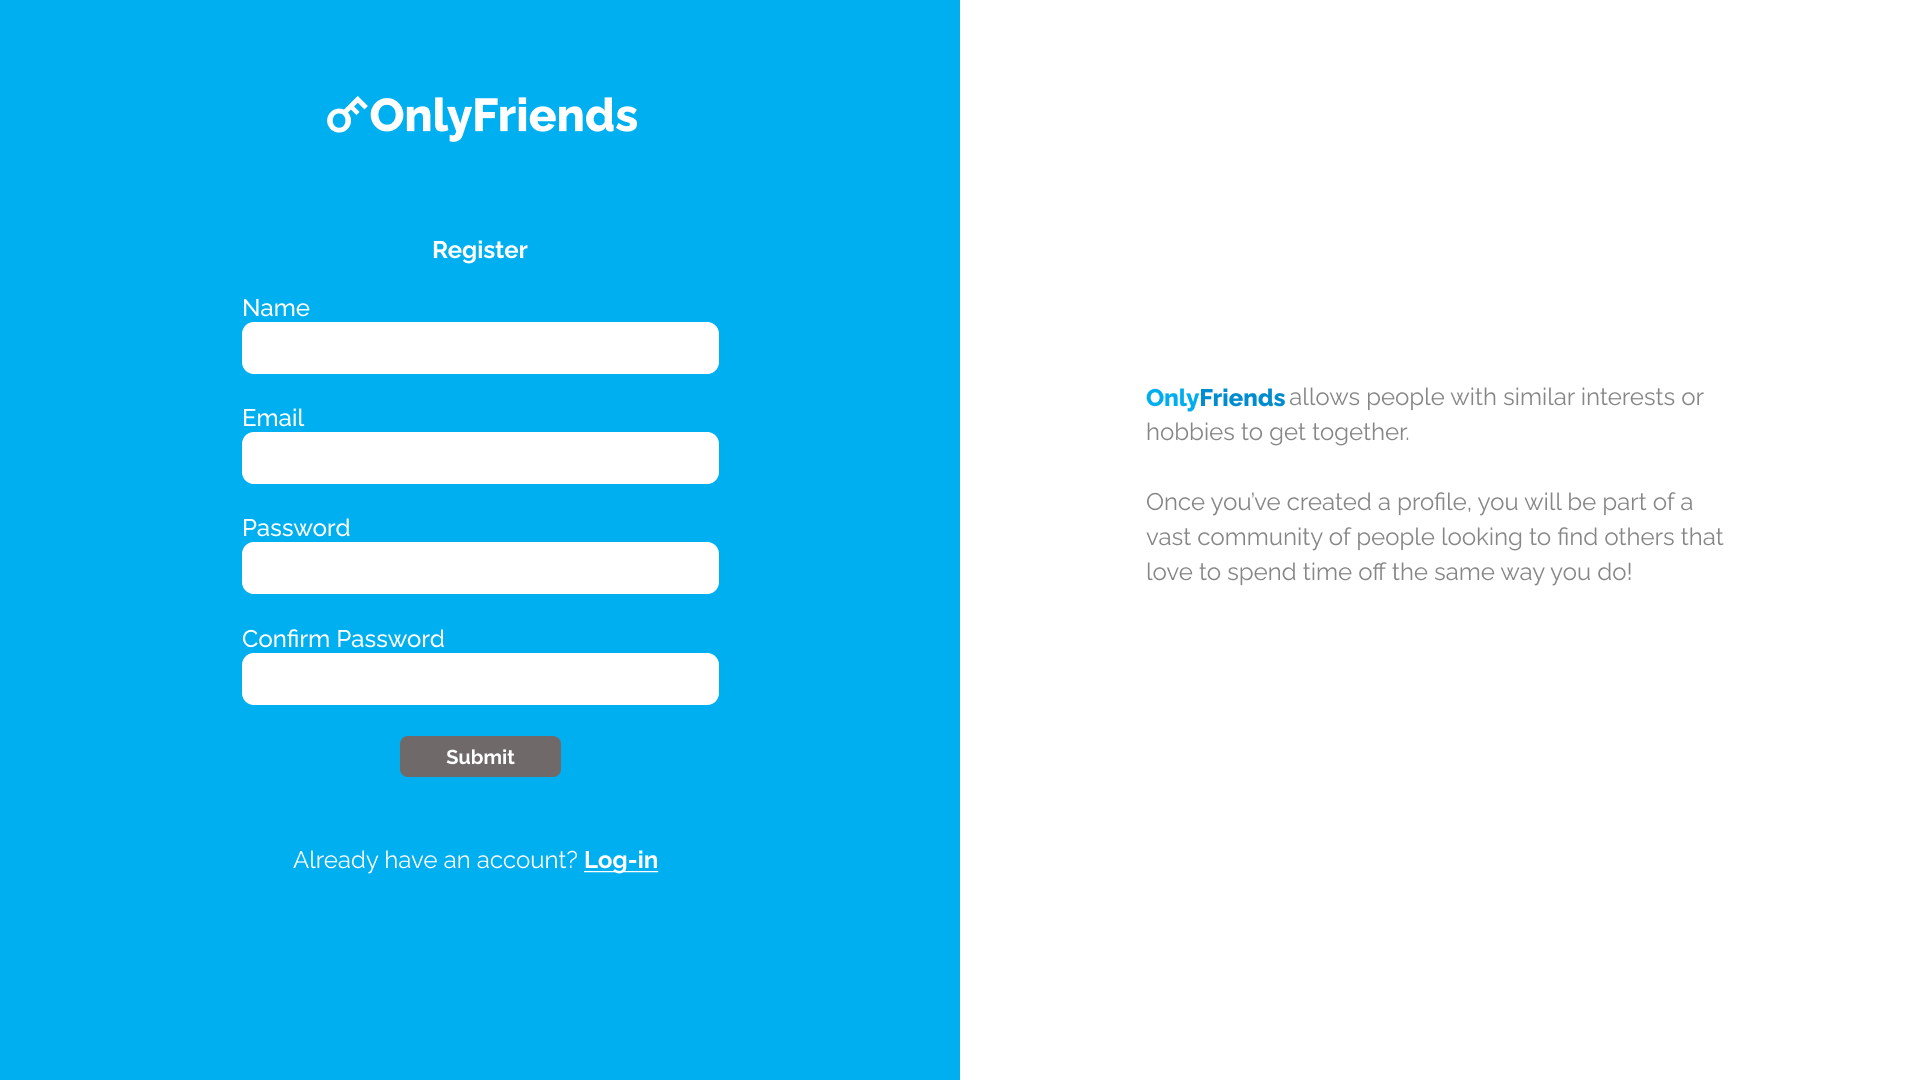 OnlyFriends
Register
Name
Email
Password
Confirm Password
Submit
Already have an account? Log-in
OnlyFriends allows people with similar interests or
hobbies to get together.
Once you’ve created a profile, you will be part of a
vast community of people looking to find others that
love to spend time off the same way you do!